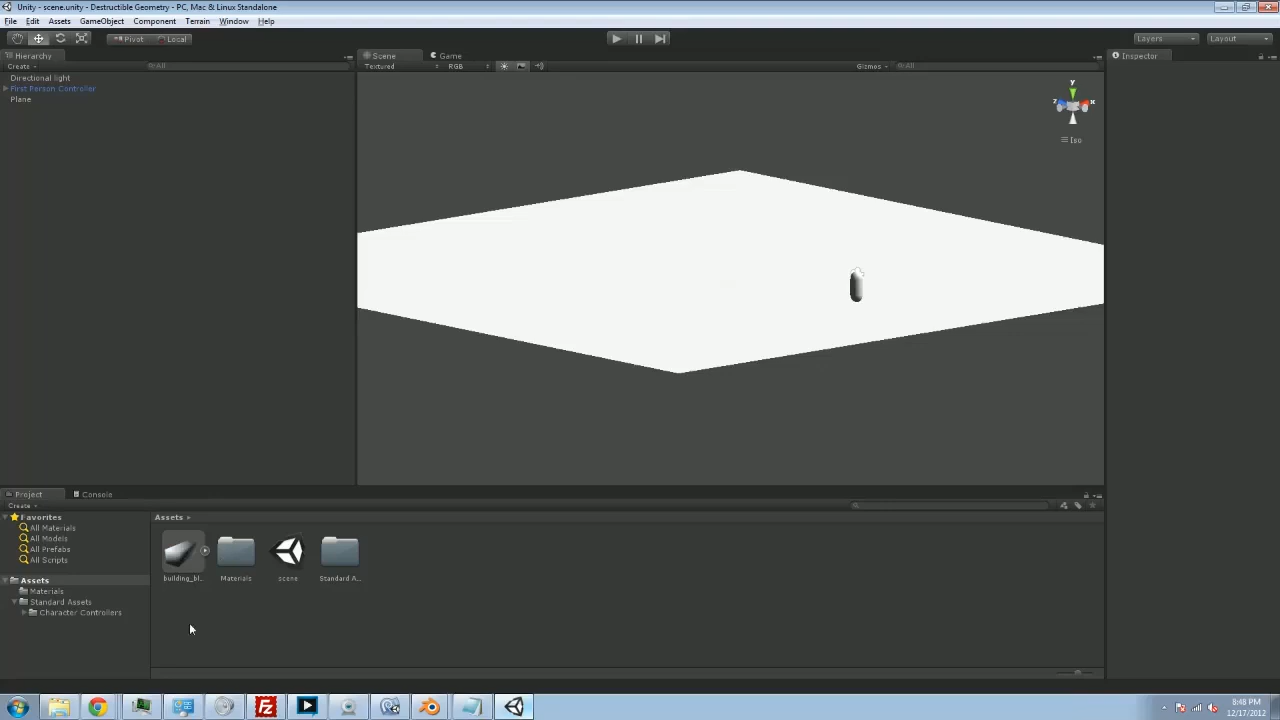 Unity - scene.unity - Destructible Geometry - PC, Mac & Linux Standalone
File Edit Assets GameObject Component Terrain Window Help
Pivot Local Layers Layout
Hierarchy Scene Game Inspector
Create All Textured RGB Gizmos All
Directional light
First Person Controller
Plane
y
z x
Iso
Project Console
Create
Favorites Assets
All Materials
All Models
All Prefabs
All Scripts
building_bl... Materials scene Standard A...
Assets
Materials
Standard Assets
Character Controllers
Fz
8:48 PM
12/17/2012